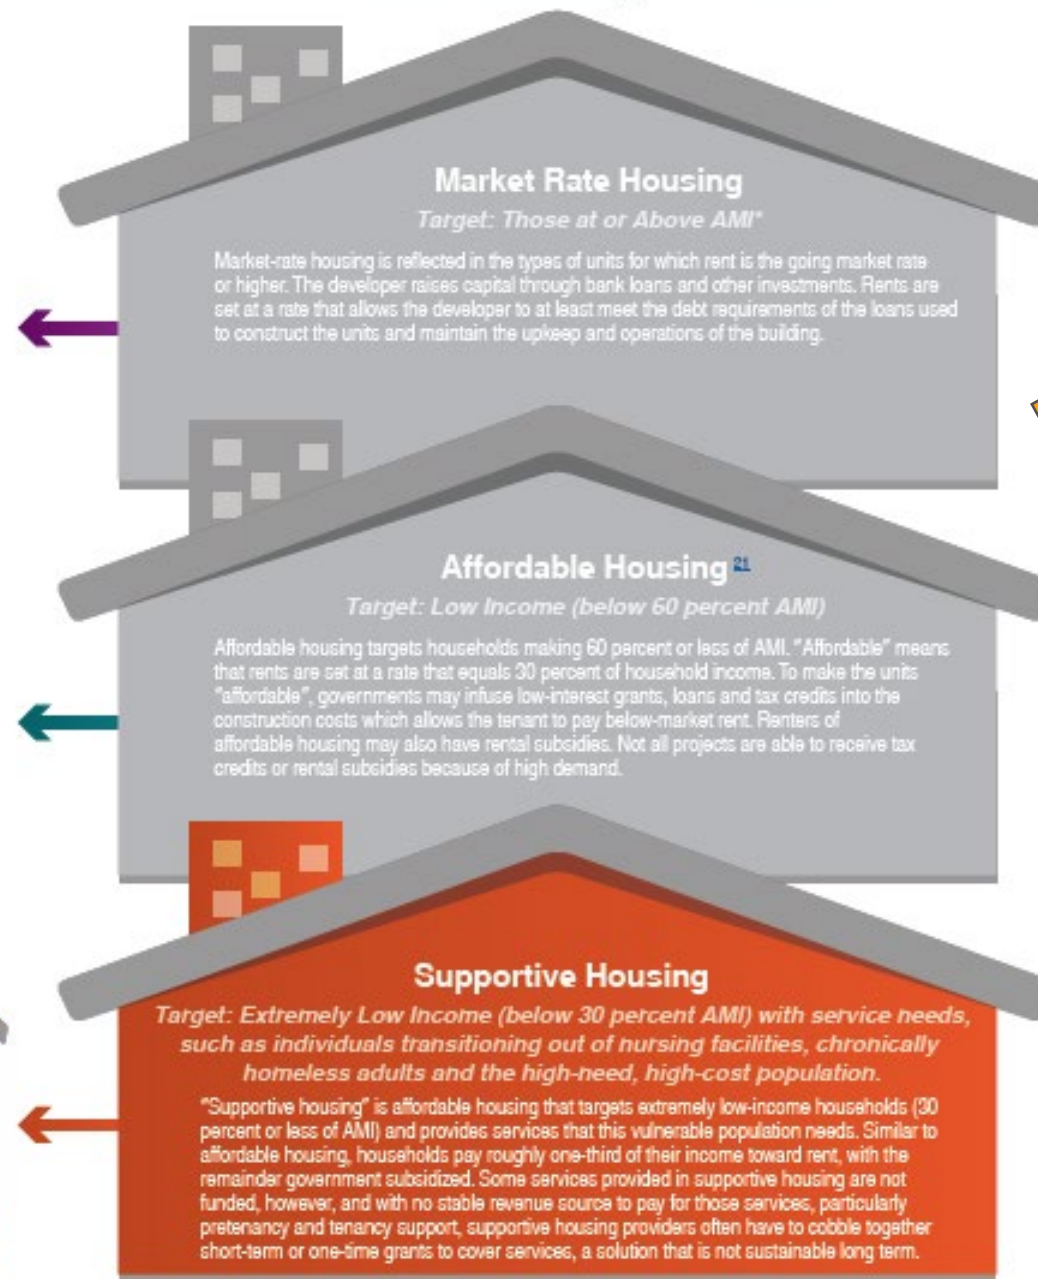 Market Rate Housing
Target: Those at or Above AMI*
Market-rate housing is reflected in the types of units for which rent is the going market rate
or higher. The developer raises capital through bank loans and other investments. Rents are
set at a rate that allows the developer to at least meet the debt requirements of the loans used
to construct the units and maintain the upkeep and operations of the building.
Affordable Housing 21
Target: Low Income (below 60 percent AMI)
Affordable housing targets households making 60 percent or less of AMI. "Affordable" means
that rents are set at a rate that equals 30 percent of household income. To make the units
"affordable", governments may infuse low-interest grants, loans and tax credits into the
construction costs which allows the tenant to pay below-market rent. Renters of
affordable housing may also have rental subsidies. Not all projects are able to receive tax
credits or rental subsidies because of high demand.
Supportive Housing
Target: Extremely Low Income (below 30 percent AMI) with service needs,
such as individuals transitioning out of nursing facilities, chronically
homeless adults and the high-need, high-cost population.
"Supportive housing" is affordable housing that targets extremely low-income households (30
percent or less of AMI) and provides services that this vulnerable population needs. Similar to
affordable housing, households pay roughly one-third of their income toward rent, with the
remainder government subsidized. Some services provided in supportive housing are not
funded, however, and with no stable revenue source to pay for those services, particularly
pretenancy and tenancy support, supportive housing providers often have to cobble together
short-term or one-time grants to cover services, a solution that is not sustainable long term.